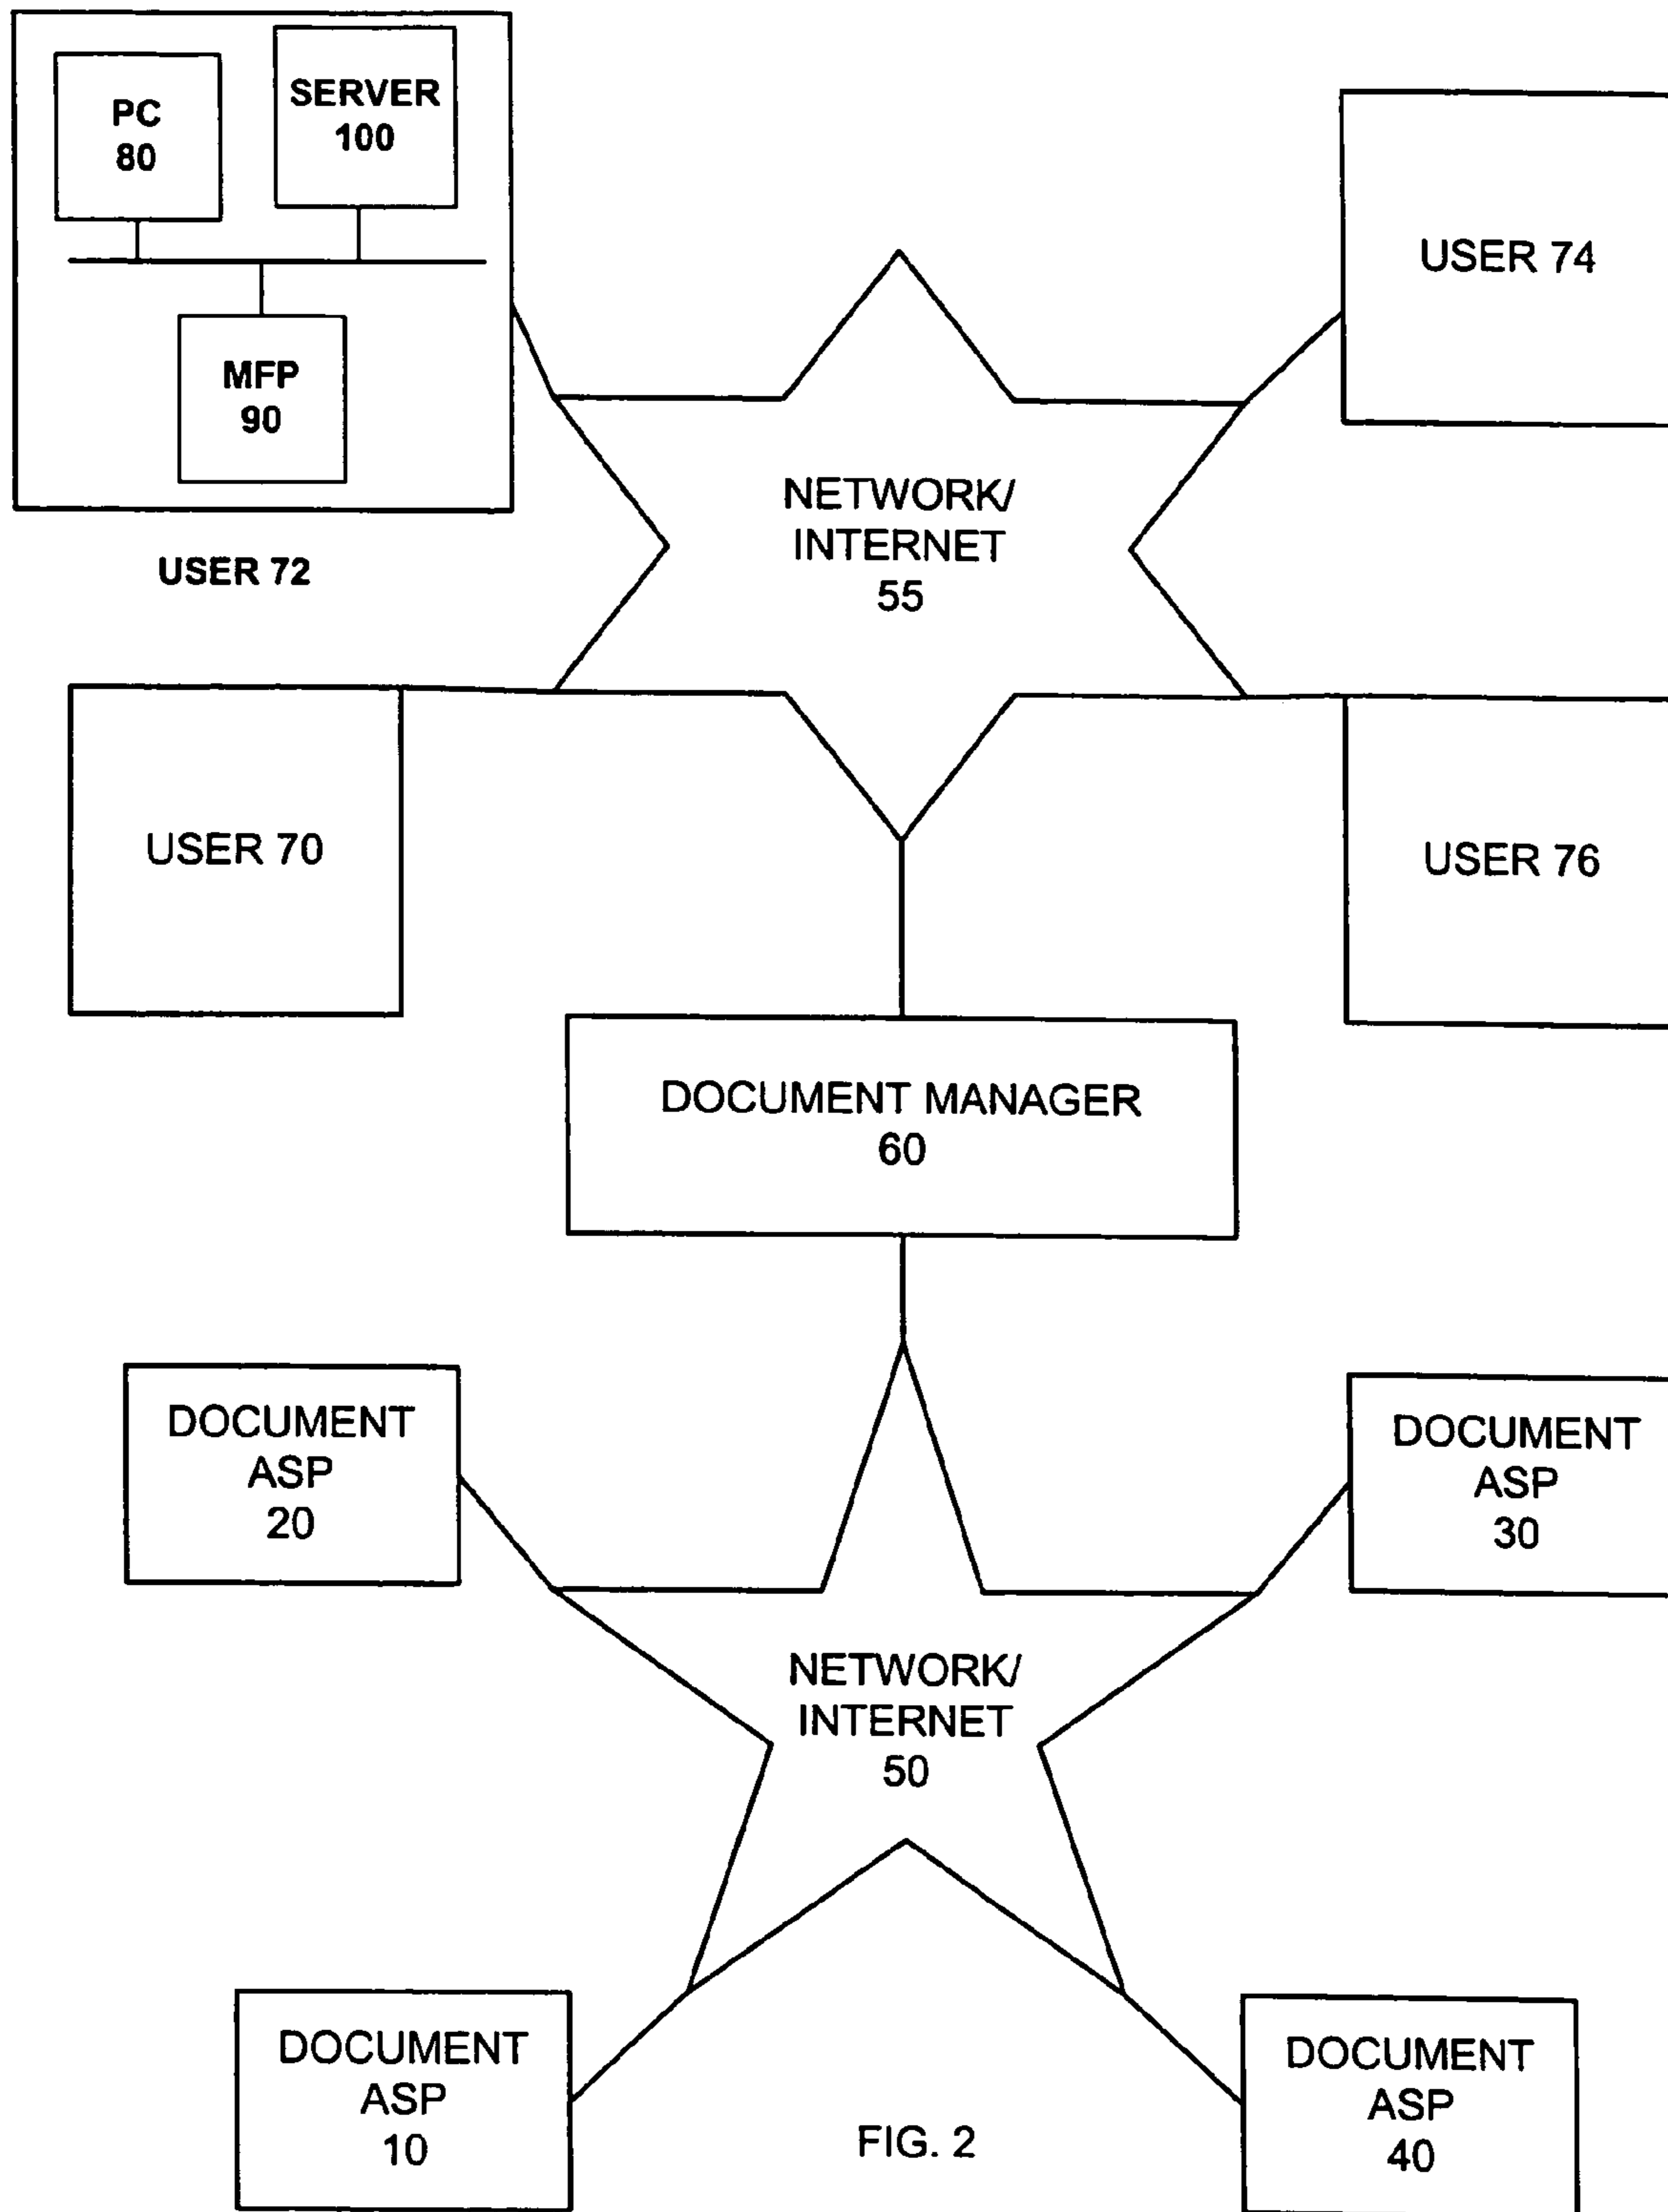 PC
80
SERVER
100
MFP
90
USER 72
USER 74
NETWORK/
INTERNET
55
USER 70
USER 76
DOCUMENT MANAGER
60
DOCUMENT
ASP
20
DOCUMENT
ASP
30
NETWORK/
INTERNET
50
DOCUMENT
ASP
10
DOCUMENT
ASP
40
FIG. 2